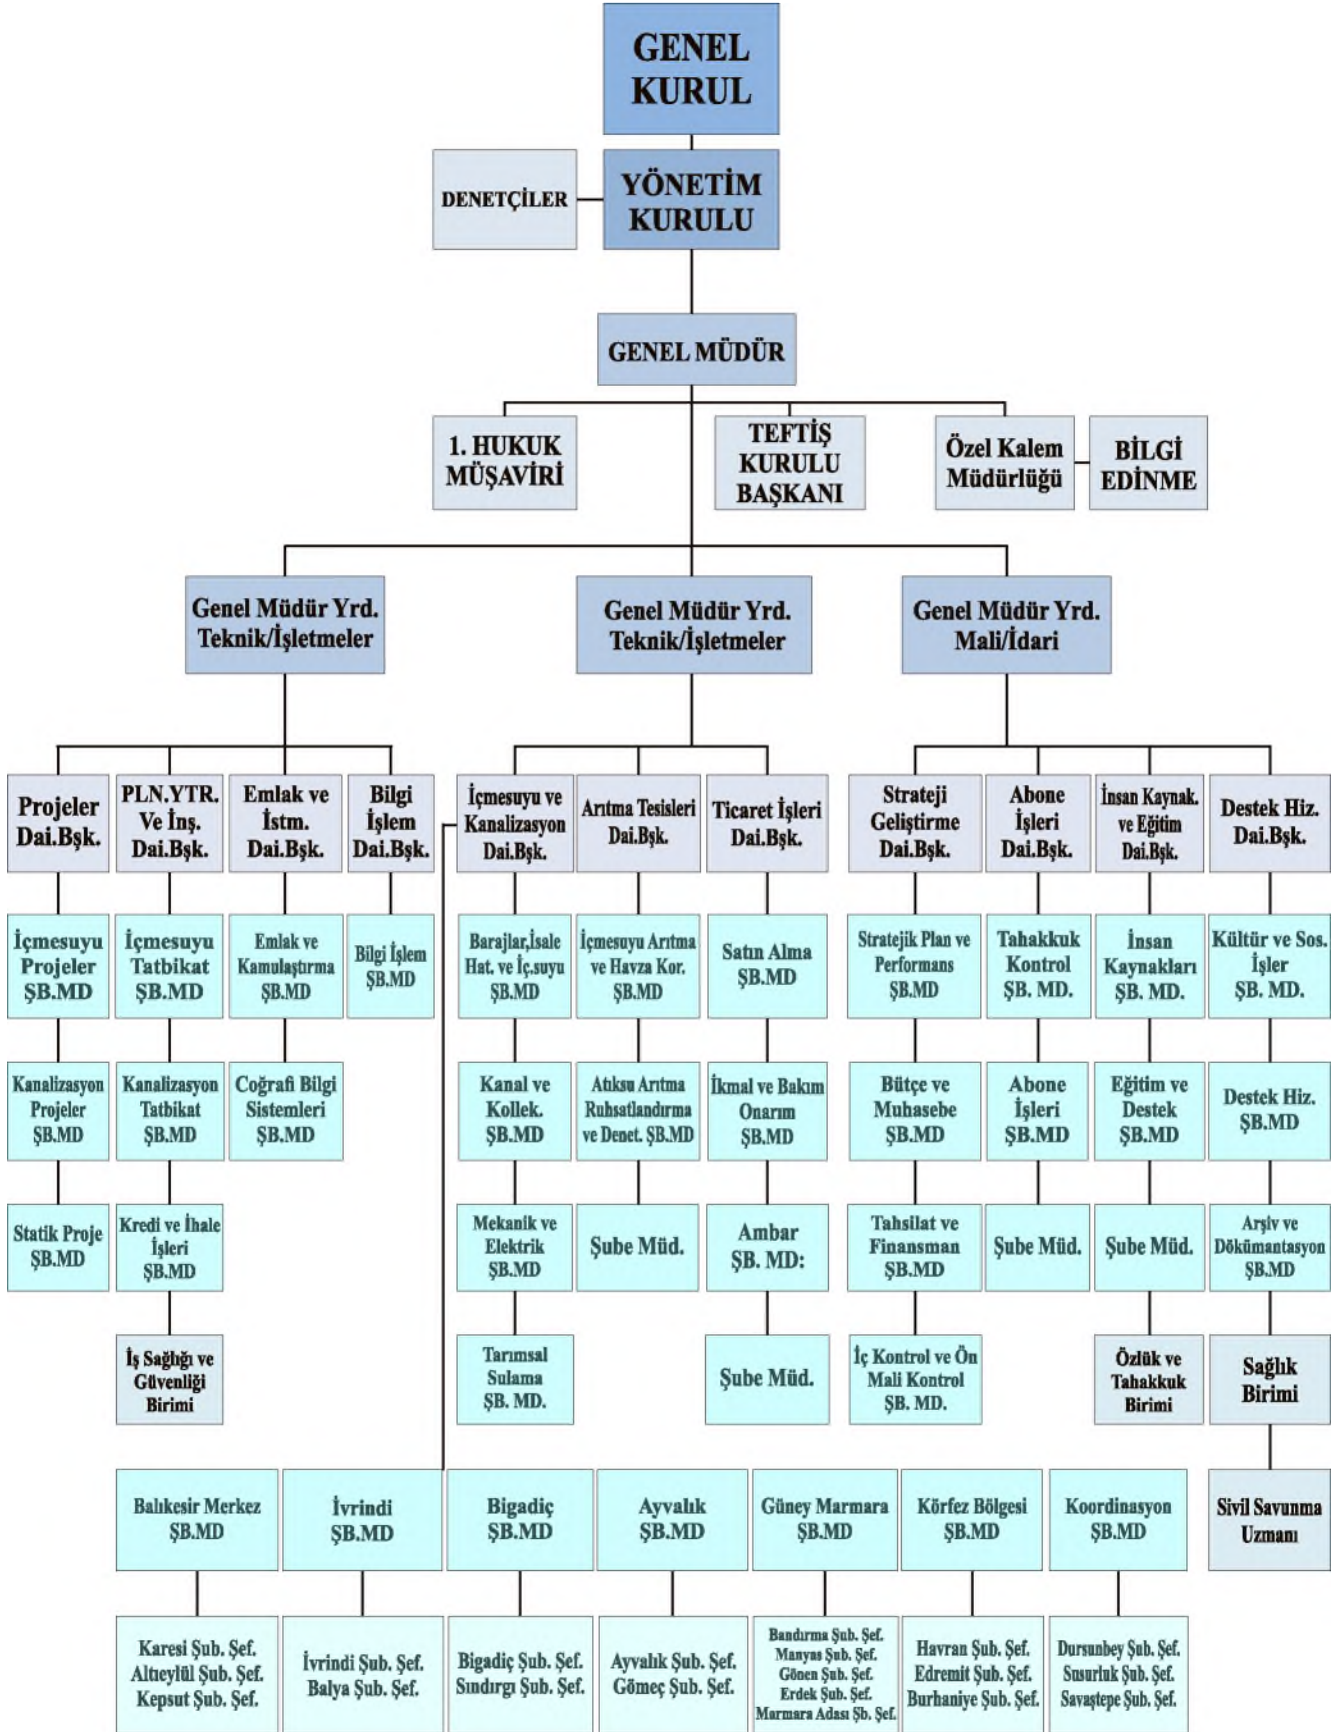 GENEL
KURUL
DENETÇİLER
YÖNETİM
KURULU
GENEL MÜDÜR
1. HUKUK
MÜŞAVİRİ
TEFTİŞ
KURULU
BAŞKANI
Özel Kalem
Müdürlüğü
BİLGİ
EDİNME
Genel Müdür Yrd.
Teknik/İşletmeler
Genel Müdür Yrd.
Teknik/İşletmeler
Genel Müdür Yrd.
Mali/İdari
Projeler
Dai.Bşk.
PLN.YTR.
Ve İnş.
Dai.Bşk.
Emlak ve
İstm.
Dai.Bşk.
Bilgi
İşlem
Dai.Bşk.
İçmesuyu ve
Kanalizasyon
Dai.Bşk.
Arıtma Tesisleri
Dai.Bşk.
Ticaret İşleri
Dai.Bşk.
Strateji
Geliştirme
Dai.Bşk.
Abone
İşleri
Dai.Bşk.
İnsan Kaynak.
ve Eğitim
Dai.Bşk.
Destek Hiz.
Dai.Bşk.
İçmesuyu
Projeler
ŞB.MD
İçmesuyu
Tatbikat
ŞB.MD
Emlak ve
Kamulaştırma
ŞB.MD
Bilgi İşlem
ŞB.MD
Barajlar,İsale
Hat. ve İç.suyu
ŞB.MD
İçmesuyu Arıtma
ve Havza Kor.
ŞB.MD
Satın Alma
ŞB.MD
Stratejik Plan ve
Performans
ŞB.MD
Tahakkuk
Kontrol
ŞB. MD.
İnsan
Kaynakları
ŞB. MD.
Kültür ve Sos.
İşler
ŞB. MD.
Kanalizasyon
Projeler
ŞB.MD
Kanalizasyon
Tatbikat
ŞB.MD
Coğrafi Bilgi
Sistemleri
ŞB.MD
Kanal ve
Kollek.
ŞB.MD
Atıksu Arıtma
Ruhsatlandırma
ve Denet. ŞB.MD
İkmal ve Bakım
Onarım
ŞB.MD
Bütçe ve
Muhasebe
ŞB.MD
Abone
İşleri
ŞB.MD
Eğitim ve
Destek
ŞB.MD
Destek Hiz.
ŞB.MD
Statik Proje
ŞB.MD
Kredi ve İhale
İşleri
ŞB.MD
Mekanik ve
Elektrik
ŞB.MD
Şube Müd.
Ambar
ŞB. MD:
Tahsilat ve
Finansman
ŞB.MD
Şube Müd.
Şube Müd.
Arşiv ve
Dökümantasyon
ŞB.MD
İş Sağlığı ve
Güvenliği
Birimi
Tarımsal
Sulama
ŞB. MD.
Şube Müd.
İç Kontrol ve Ön
Mali Kontrol
ŞB. MD.
Özlük ve
Tahakkuk
Birimi
Sağlık
Birimi
Balıkesir Merkez
ŞB.MD
İvrindi
ŞB.MD
Bigadiç
ŞB.MD
Ayvalık
ŞB.MD
Güney Marmara
ŞB.MD
Körfez Bölgesi
ŞB.MD
Koordinasyon
ŞB.MD
Sivil Savunma
Uzmanı
Karesi Şub. Şef.
Altıeylül Şub. Şef.
Kepsut Şub. Şef.
İvrindi Şub. Şef.
Balya Şub. Şef.
Bigadiç Şub. Şef.
Sındırgı Şub. Şef.
Ayvalık Şub. Şef.
Gömeç Şub. Şef.
Bandırma Şub. Şef.
Manyas Şub. Şef.
Gönen Şub. Şef.
Erdek Şub. Şef.
Marmara Adası Şb. Şef.
Havran Şub. Şef.
Edremit Şub. Şef.
Burhaniye Şub. Şef.
Dursunbey Şub. Şef.
Susurluk Şub. Şef.
Savaştepe Şub. Şef.